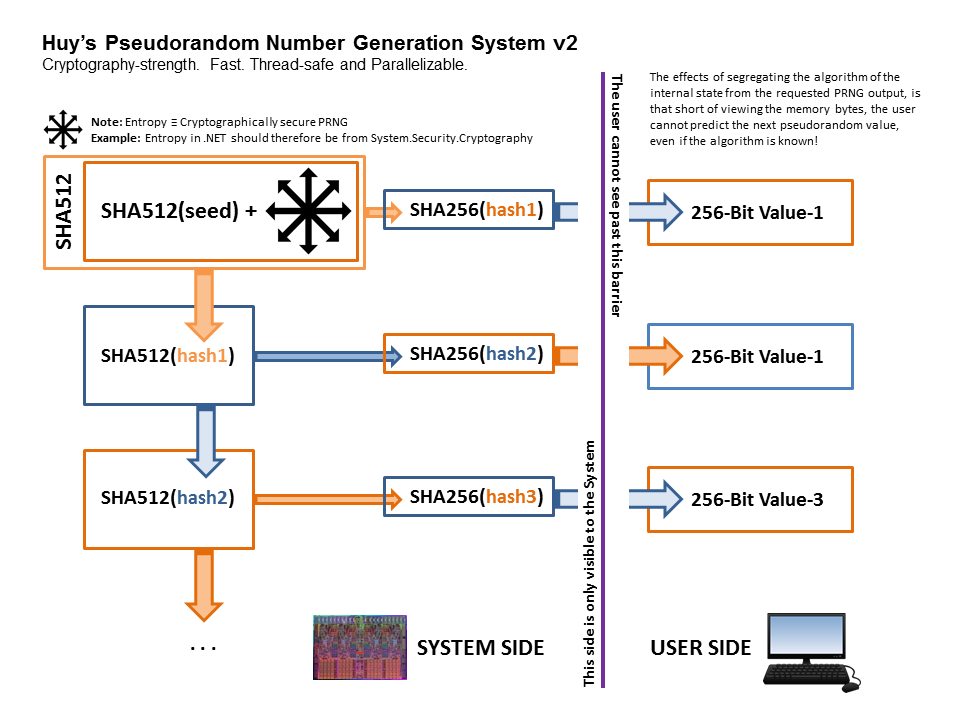 Huy's Pseudorandom Number Generation System v2
Cryptography-strength. Fast. Thread-safe and Parallelizable.
The effects of segregating the algorithm of the
internal state from the requested PRNG output, is
that short of viewing the memory bytes, the user
cannot predict the next pseudorandom value,
even if the algorithm is known!
Note: Entropy Ξ Cryptographically secure PRNG
Example: Entropy in .NET should therefore be from System.Security.Cryptography
The user cannot see past this barrier
SHA512
SHA512(seed) +
SHA256(hash1)
256-Bit Value-1
SHA512(hash1)
SHA256(hash2)
256-Bit Value-1
SHA512(hash2)
SHA256(hash3)
256-Bit Value-3
This side is only visible to the System
. . .
SYSTEM SIDE
USER SIDE